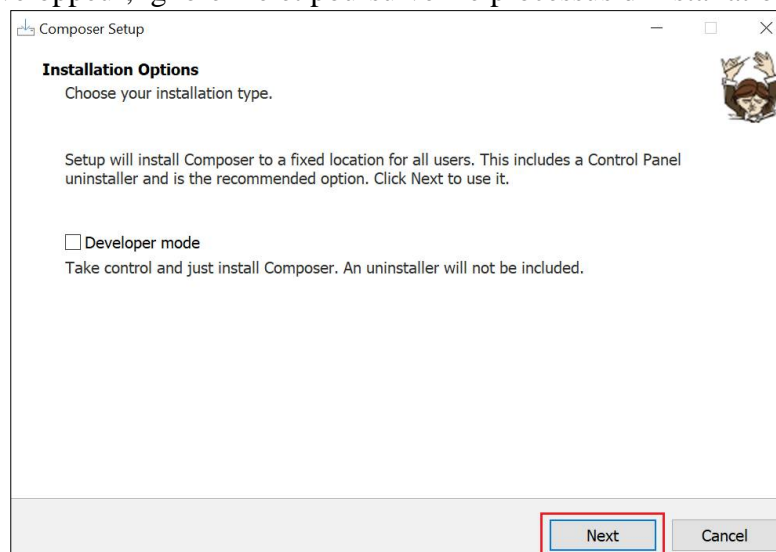 Composer Setup
Installation Options
Choose your installation type.
Setup will install Composer to a fixed location for all users. This includes a Control Panel
uninstaller and is the recommended option. Click Next to use it.
Developer mode
Take control and just install Composer. An uninstaller will not be included.
Next
Cancel